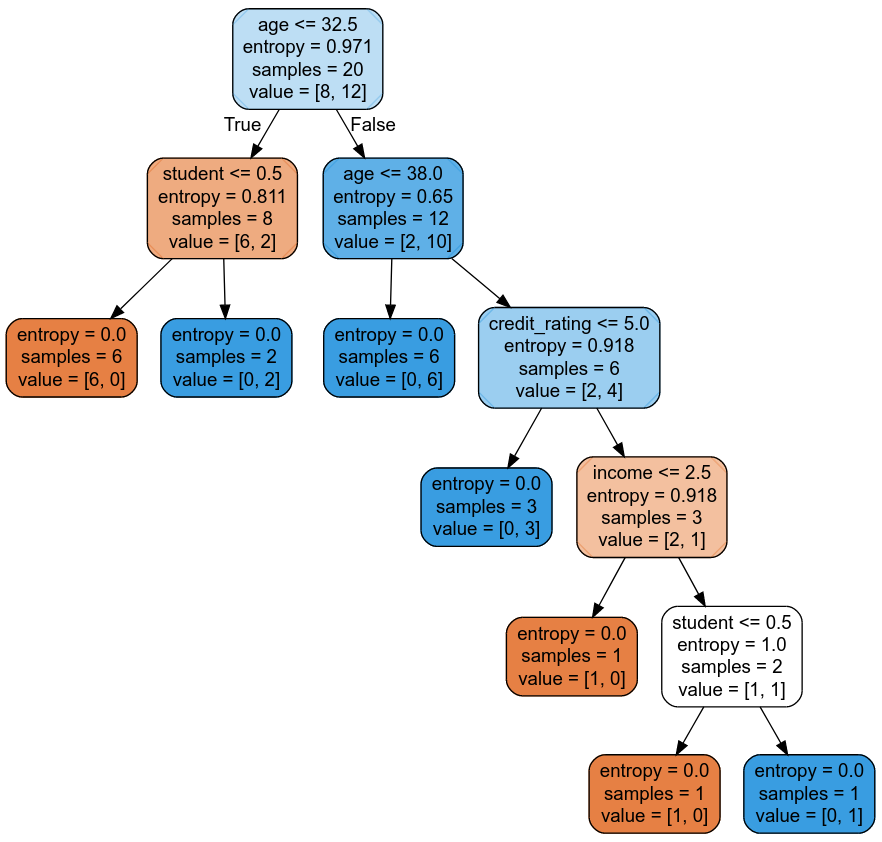 age <= 32.5
entropy = 0.971
samples = 20
value = [8, 12]
True
False
student <= 0.5
entropy = 0.811
samples = 8
value = [6, 2]
age <= 38.0
entropy = 0.65
samples = 12
value = [2, 10]
entropy = 0.0
samples = 6
value = [6, 0]
entropy = 0.0
samples = 2
value = [0, 2]
entropy = 0.0
samples = 6
value = [0, 6]
credit_rating <= 5.0
entropy = 0.918
samples = 6
value = [2, 4]
entropy = 0.0
samples = 3
value = [0, 3]
income <= 2.5
entropy = 0.918
samples = 3
value = [2, 1]
entropy = 0.0
samples = 1
value = [1, 0]
student <= 0.5
entropy = 1.0
samples = 2
value = [1, 1]
entropy = 0.0
samples = 1
value = [1, 0]
entropy = 0.0
samples = 1
value = [0, 1]